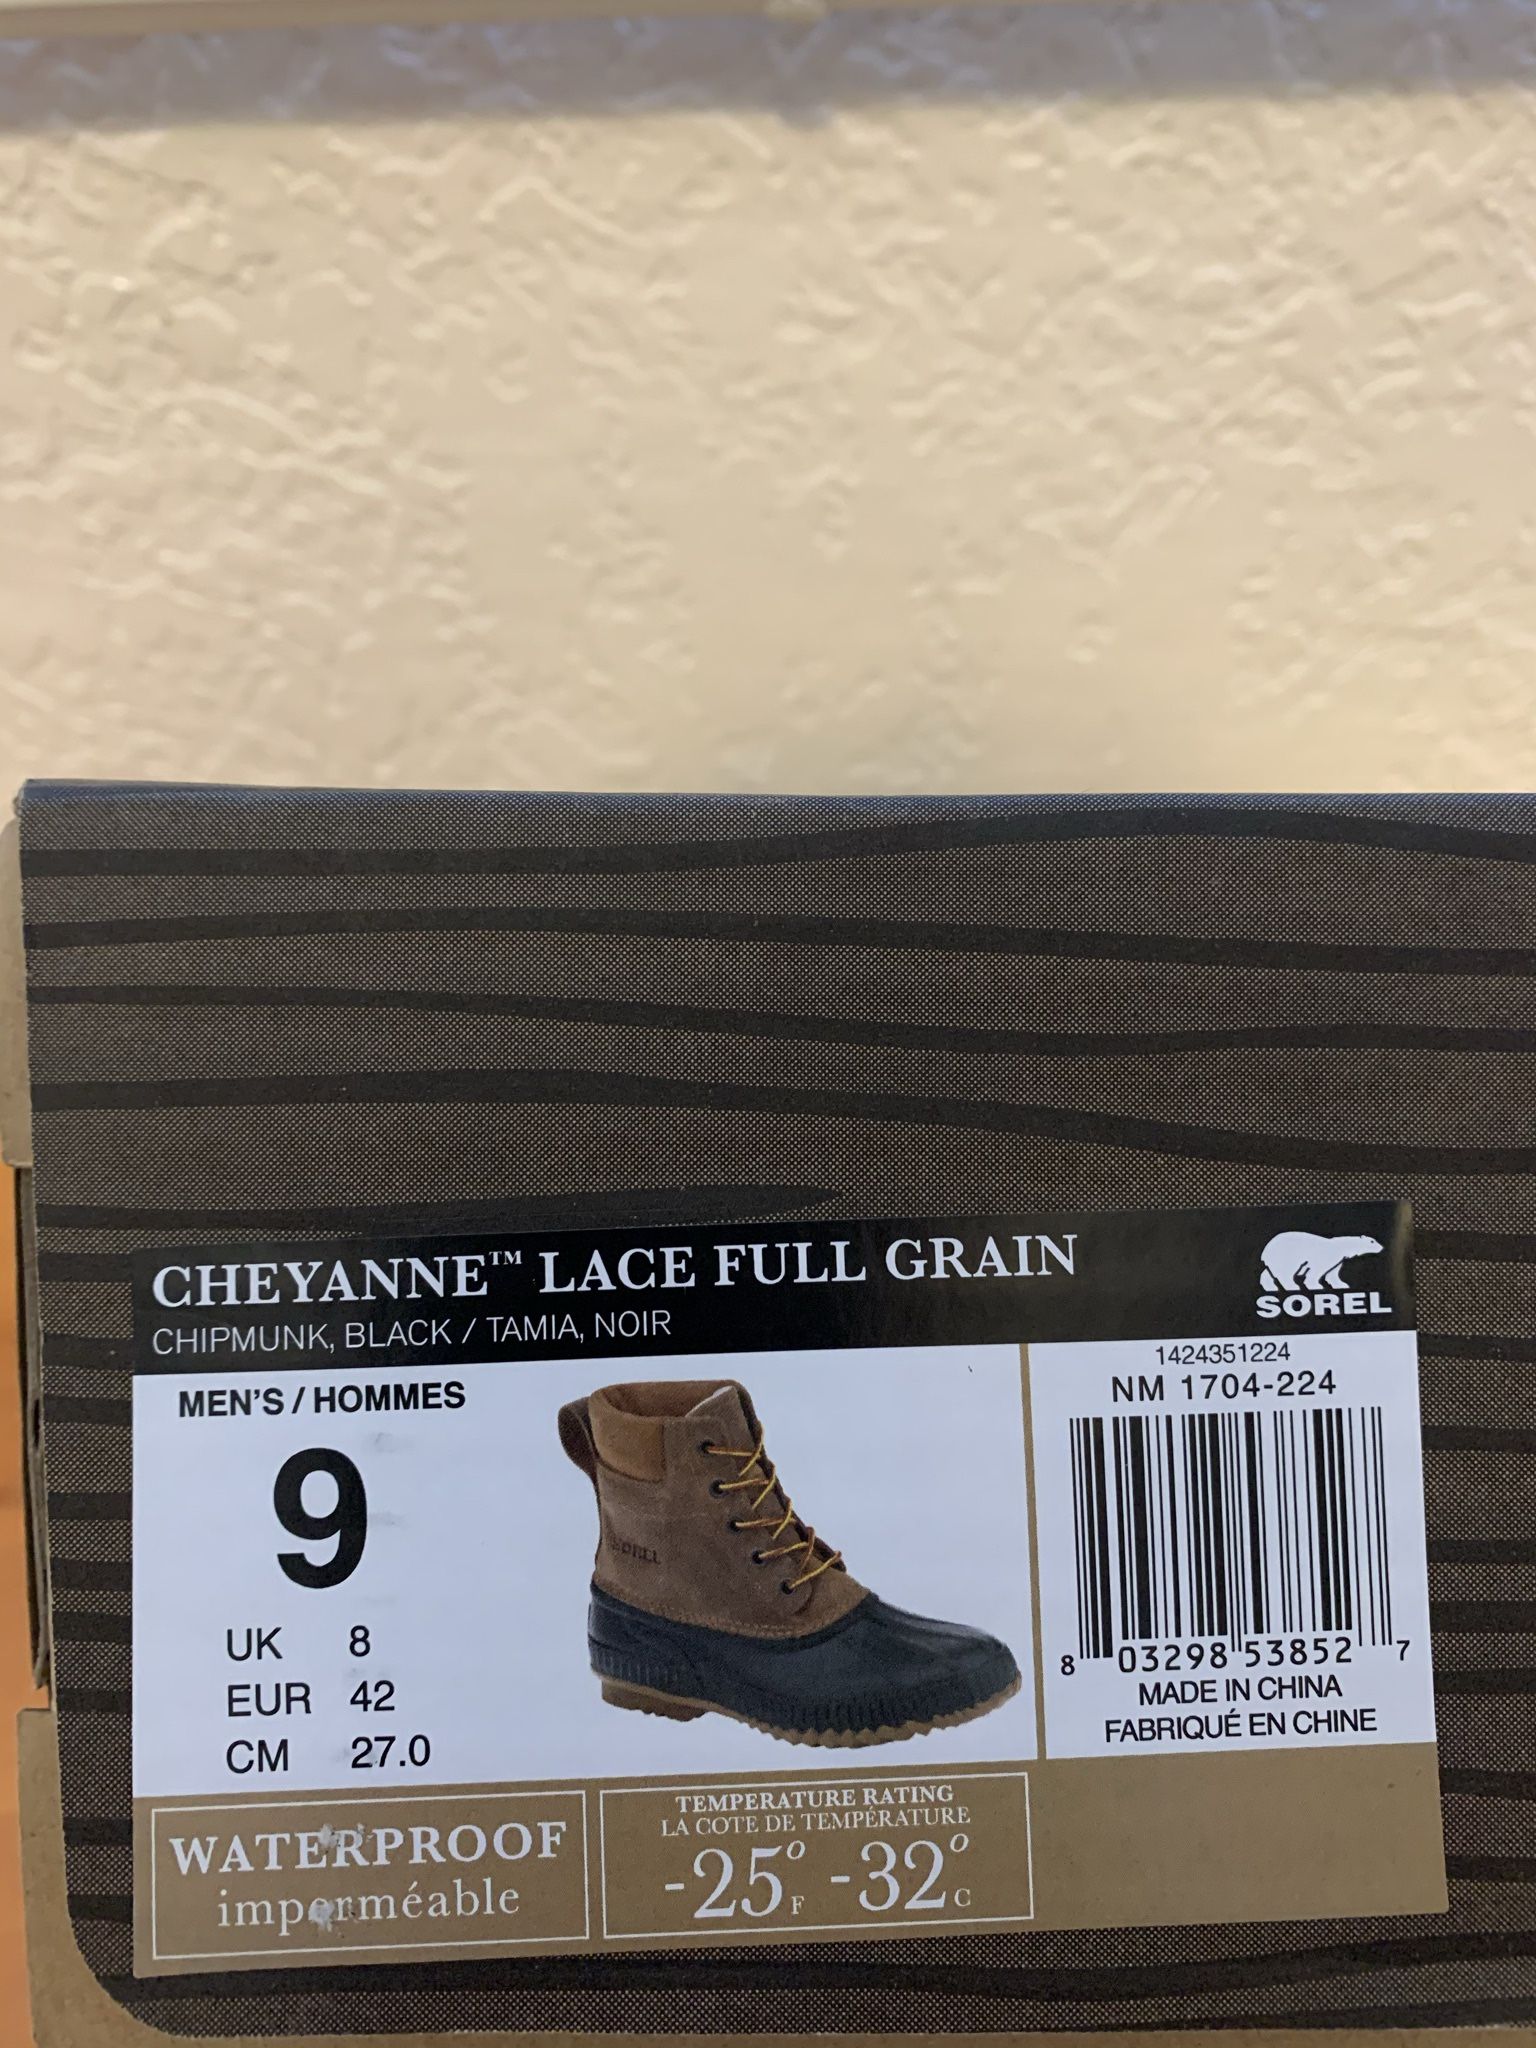 CHEYANNE™ LACE FULL GRAIN
CHIPMUNK, BLACK / TAMIA, NOIR
SOREL
MEN'S / HOMMES
9
UK 8
EUR 42
CM 27.0
SOREL
1424351224
NM 1704-224
8 03298 53852 7
MADE IN CHINA
FABRIQUÉ EN CHINE
WATERPROOF
imperméable
TEMPERATURE RATING
LA COTE DE TEMPÉRATURE
-25°F -32°C